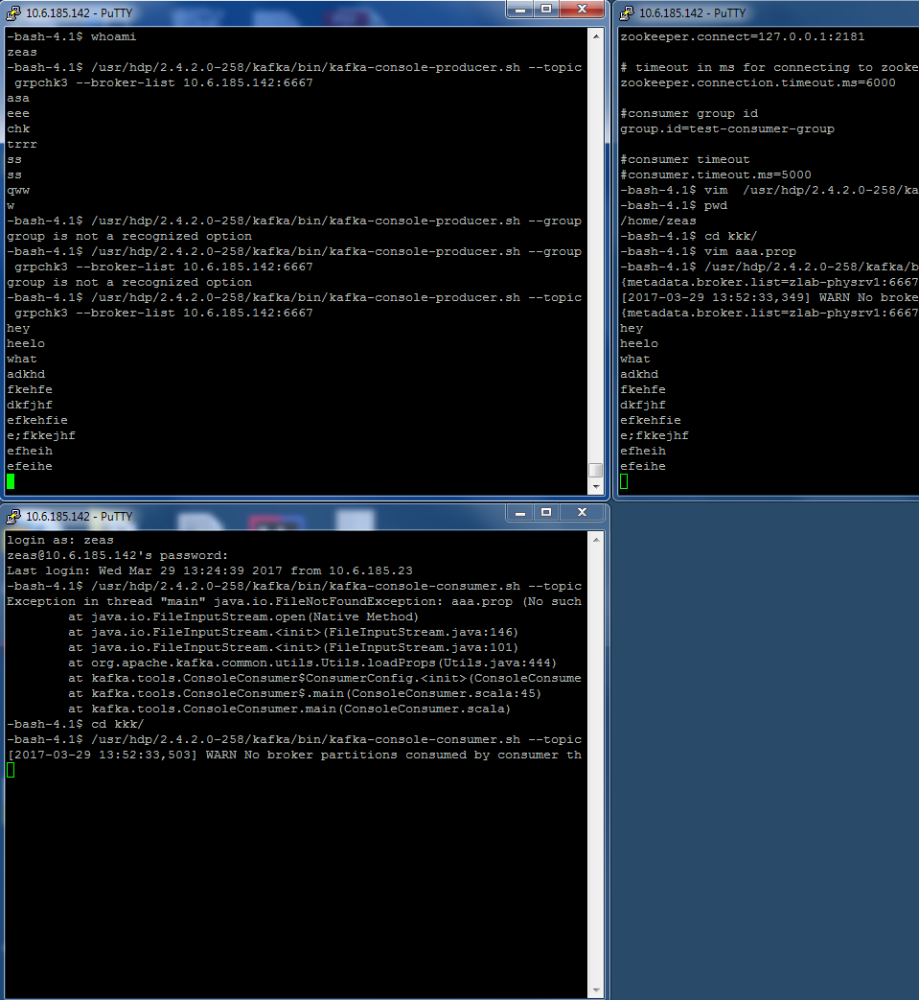 10.6.185.142 - PuTTY
-bash-4.1$ whoami
zeas
-bash-4.1$ /usr/hdp/2.4.2.0-258/kafka/bin/kafka-console-producer.sh --topic
 grpchk3 --broker-list 10.6.185.142:6667
asa
eee
chk
trrr
ss
ss
qww
w
-bash-4.1$ /usr/hdp/2.4.2.0-258/kafka/bin/kafka-console-producer.sh --group
group is not a recognized option
-bash-4.1$ /usr/hdp/2.4.2.0-258/kafka/bin/kafka-console-producer.sh --group
 grpchk3 --broker-list 10.6.185.142:6667
group is not a recognized option
-bash-4.1$ /usr/hdp/2.4.2.0-258/kafka/bin/kafka-console-producer.sh --topic
 grpchk3 --broker-list 10.6.185.142:6667
hey
heelo
what
adkhd
fkehfe
dkfjhf
efkehfie
e;fkkejhf
efheih
efeihe
10.6.185.142 - PuTTY
zookeeper.connect=127.0.0.1:2181
# timeout in ms for connecting to zooke
zookeeper.connection.timeout.ms=6000
#consumer group id
group.id=test-consumer-group
#consumer timeout
#consumer.timeout.ms=5000
-bash-4.1$ vim  /usr/hdp/2.4.2.0-258/ka
-bash-4.1$ pwd
/home/zeas
-bash-4.1$ cd kkk/
-bash-4.1$ vim aaa.prop
-bash-4.1$ /usr/hdp/2.4.2.0-258/kafka/b
{metadata.broker.list=zlab-physrv1:6667
[2017-03-29 13:52:33,349] WARN No broke
{metadata.broker.list=zlab-physrv1:6667
hey
heelo
what
adkhd
fkehfe
dkfjhf
efkehfie
e;fkkejhf
efheih
efeihe
10.6.185.142 - PuTTY
login as: zeas
zeas@10.6.185.142's password:
Last login: Wed Mar 29 13:24:39 2017 from 10.6.185.23
-bash-4.1$ /usr/hdp/2.4.2.0-258/kafka/bin/kafka-console-consumer.sh --topic
Exception in thread "main" java.io.FileNotFoundException: aaa.prop (No such
        at java.io.FileInputStream.open(Native Method)
        at java.io.FileInputStream.<init>(FileInputStream.java:146)
        at java.io.FileInputStream.<init>(FileInputStream.java:101)
        at org.apache.kafka.common.utils.Utils.loadProps(Utils.java:444)
        at kafka.tools.ConsoleConsumer$ConsumerConfig.<init>(ConsoleConsume
        at kafka.tools.ConsoleConsumer$.main(ConsoleConsumer.scala:45)
        at kafka.tools.ConsoleConsumer.main(ConsoleConsumer.scala)
-bash-4.1$ cd kkk/
-bash-4.1$ /usr/hdp/2.4.2.0-258/kafka/bin/kafka-console-consumer.sh --topic
[2017-03-29 13:52:33,503] WARN No broker partitions consumed by consumer th